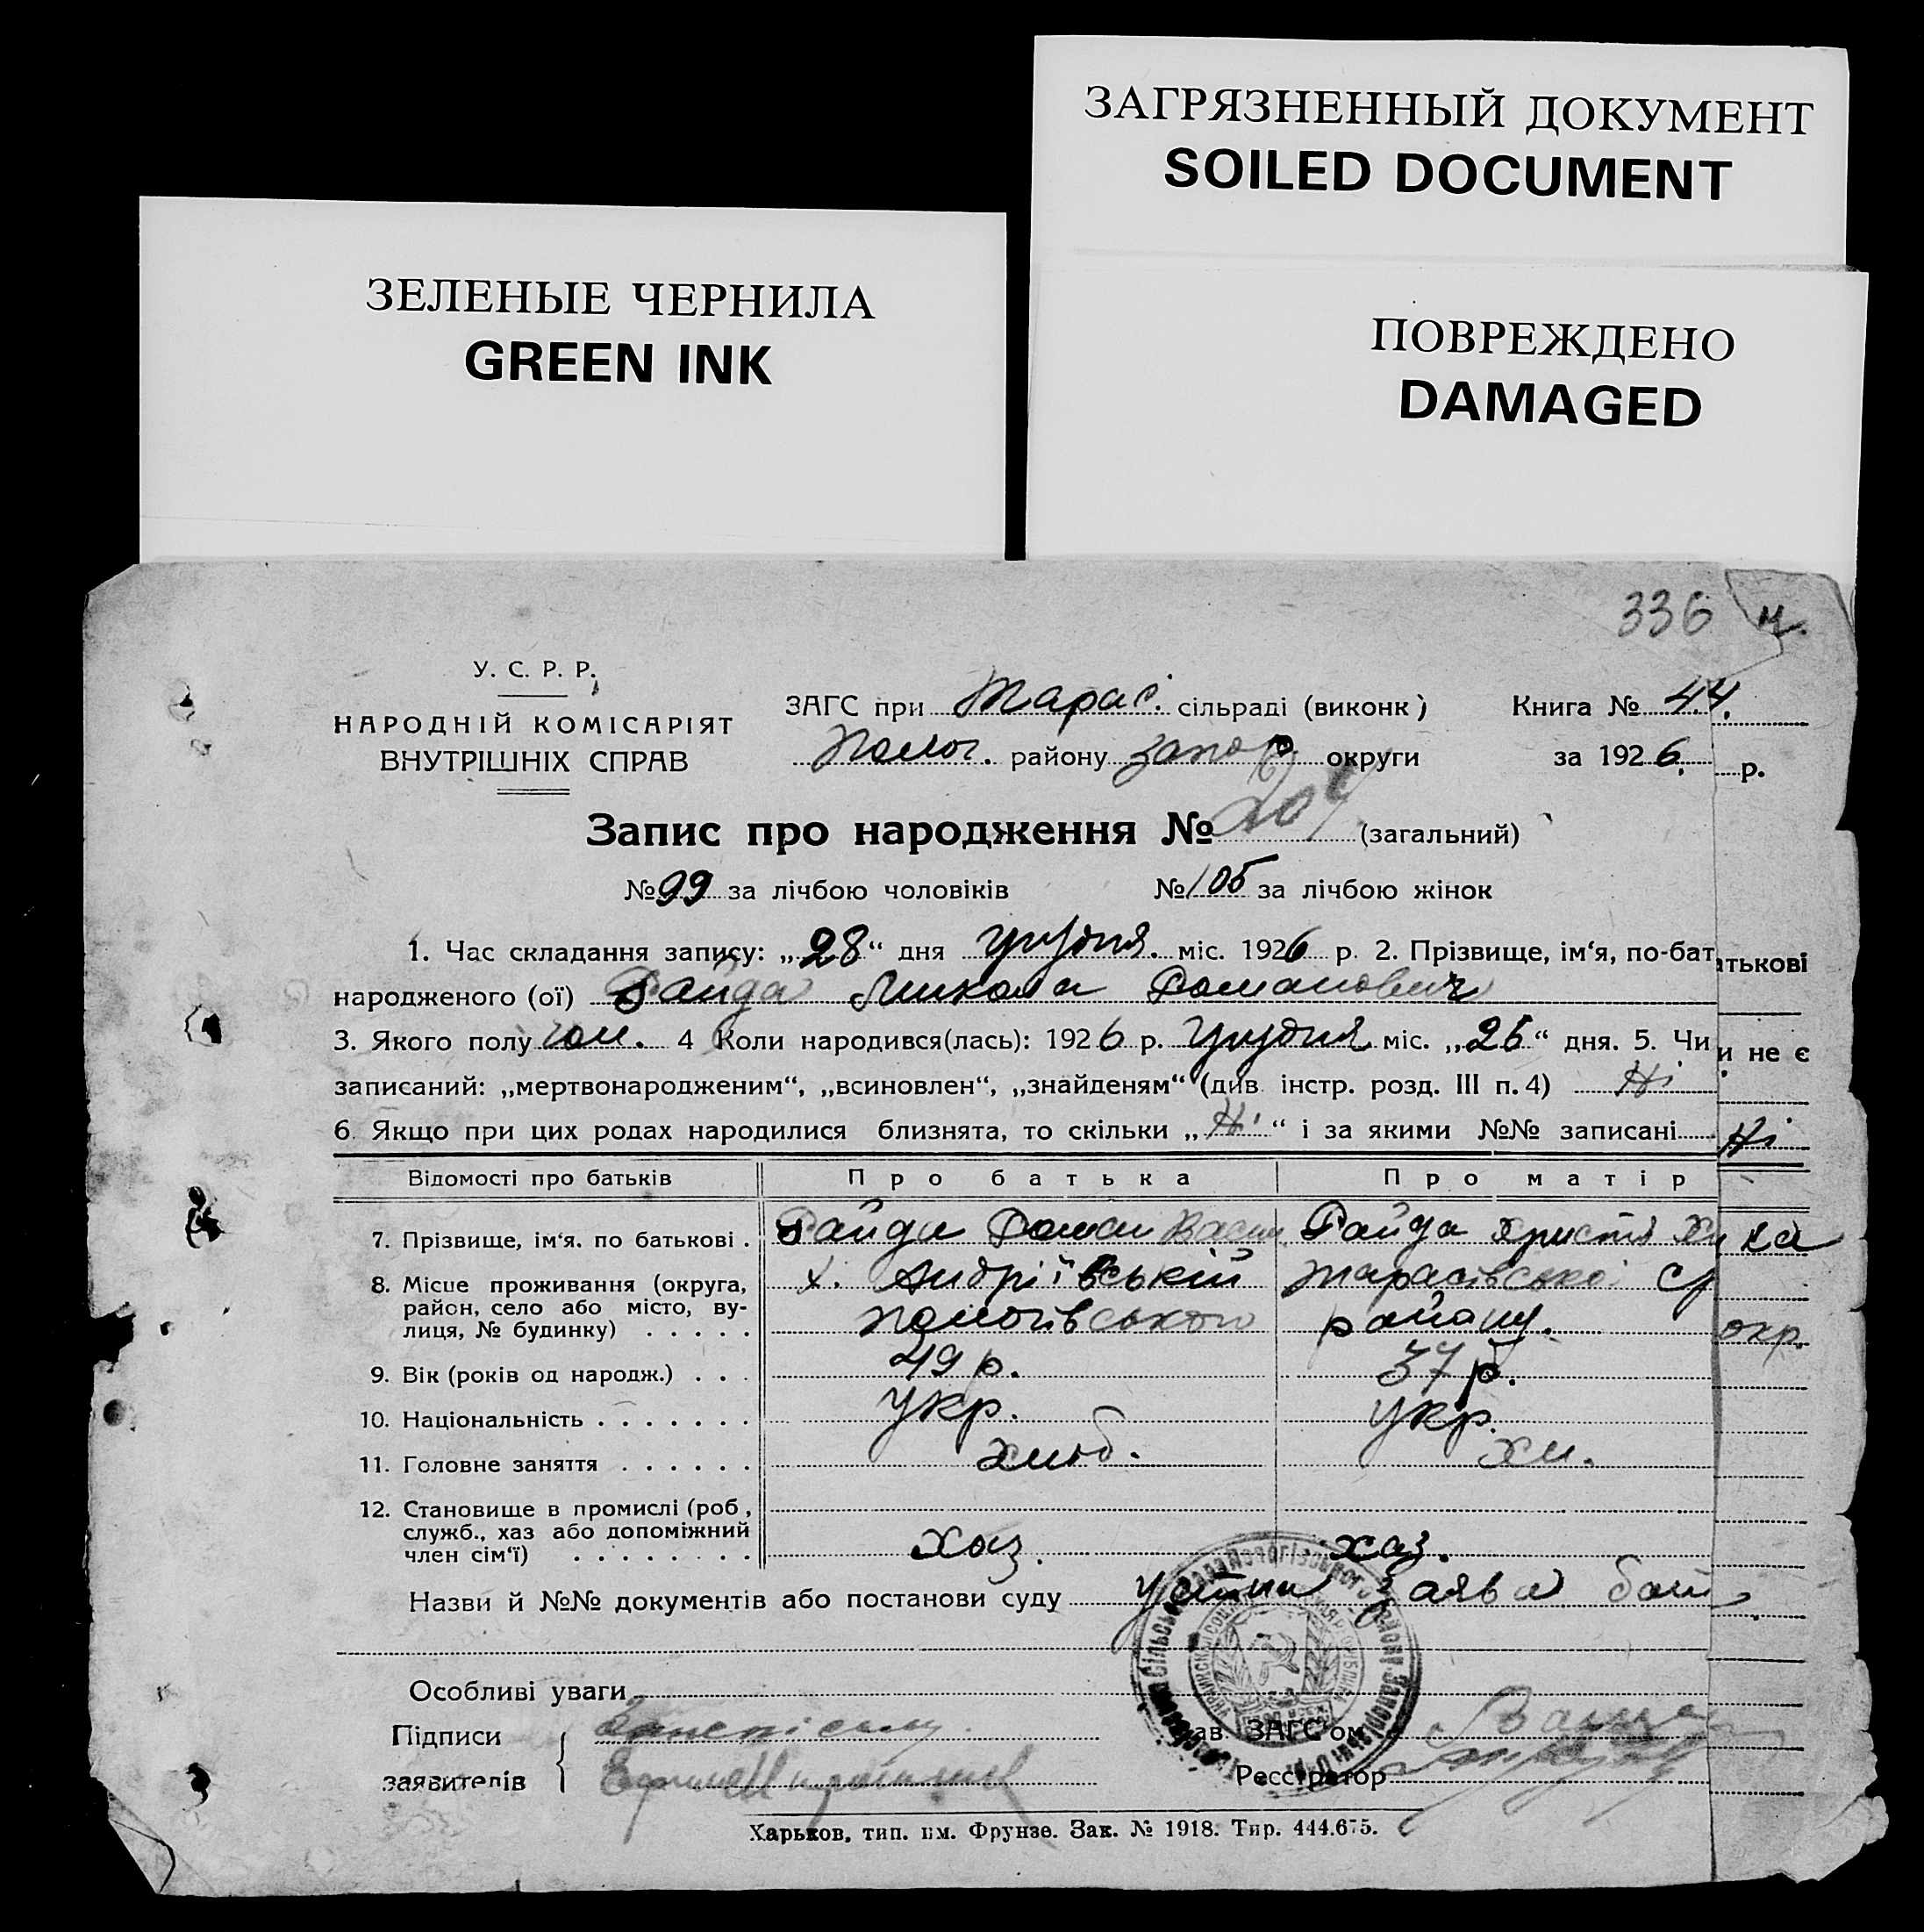 ЗАГРЯЗНЕННЫЙ ДОКУМЕНТ
SOILED DOCUMENT
ЗЕЛЕНЫЕ ЧЕРНИЛА
GREEN INK
ПОВРЕЖДЕНО
DAMAGED
336
У. С. Р. Р.
НАРОДНІЙ КОМІСАРІЯТ
ВНУТРІШНІХ СПРАВ
ЗАГС при Тарас. сільраді (виконк) Книга № 44.
Полог. району Запор. округи за 1926 р.
Запис про народження № 204 (загальний)
№ 99 за лічбою чоловіків № 105 за лічбою жінок
1. Час складання запису: „28“ дня грудня. міс. 1926 р. 2. Прізвище, ім‘я, по-бат
атькові
народженого (ої) Гайда Микола Романович
3. Якого полу чол. 4 Коли народився(лась): 1926 р. Грудня міс. „25“ дня. 5. Чи
и не є
записаний: „мертвонародженим“, „всиновлен“, „знайденям“ (див інстр. розд. III п. 4) Ні
6. Якщо при цих родах народилися близнята, то скільки „Ні“ і за якими №№ записані Ні
Відомості про батьків Про батька Про матір
7. Прізвище, ім‘я. по батькові . Гайда Роман Васил. Гайда Христя
8. Місце проживання (округа, х. Андріївській Тарасівської ср
район, село або місто, ву-
лиця, № будинку) . . . . . Пологівського району. окр.
9. Вік (років од народж.) . . . 49 р. 37 р.
10. Національність . . . . . . . Укр. Укр.
11. Головне заняття . . . . . . хліб. хл.
12. Становище в промислі (роб,
служб., хаз або допоміжний
член сім‘ї) . . . . . . . . хаз. хаз.
Назви й №№ документів або постанови суду Устна заява бат
Особливі уваги
Підписи
заявителів
Зав ЗАГС‘ом
Реєстратор
Харьков, тип. им. Фрунзе. Зак. № 1918. Тир. 444.675.